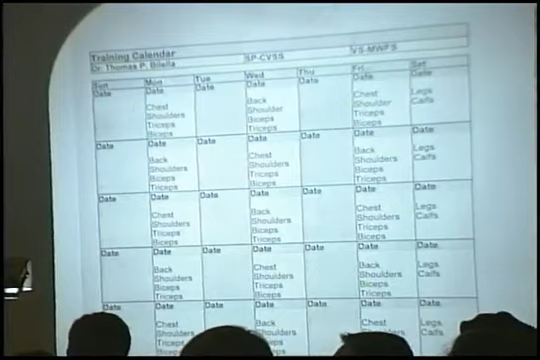 Training Calendar SP-CVSS VS-MWFS
Dr. Thomas P. Bilella
Sun Mon Tue Wed Thu Fri Sat
Date Date Date Date Date Date Date
Chest Back Chest Legs
Shoulders Shoulder Shoulder Calfs
Triceps Biceps Triceps
Biceps Triceps Biceps
Date Date Date Date Date Date Date
Back Chest Back Legs
Shoulders Shoulders Shoulders Calfs
Biceps Triceps Biceps
Triceps Biceps Triceps
Date Date Date Date Date Date Date
Chest Back Chest Legs
Shoulders Shoulders Shoulders Calfs
Triceps Biceps Triceps
Biceps Triceps Biceps
Date Date Date Date Date Date Date
Back Chest Back Legs
Shoulders Shoulders Shoulders Calfs
Biceps Triceps Biceps
Triceps Biceps Triceps
Date Date Date Date Date Date Date
Chest Back Chest Legs
Shoulders Shoulders Calfs